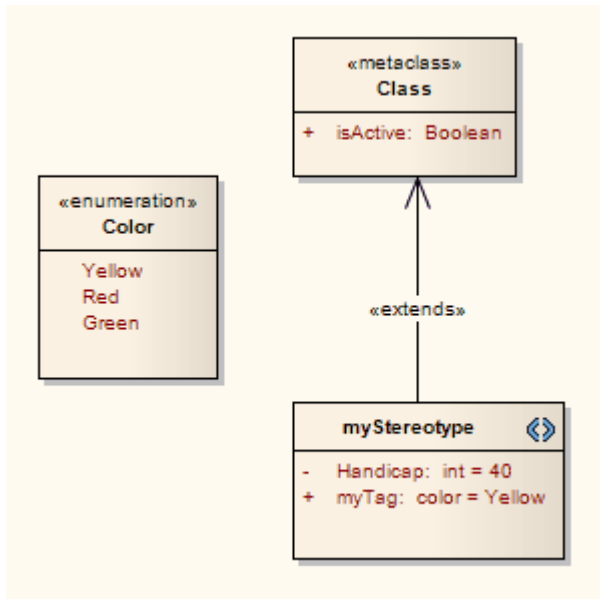 «metaclass»
Class
+ isActive: Boolean
«enumeration»
Color
Yellow
Red
Green
«extends»
myStereotype
- Handicap: int = 40
+ myTag: color = Yellow